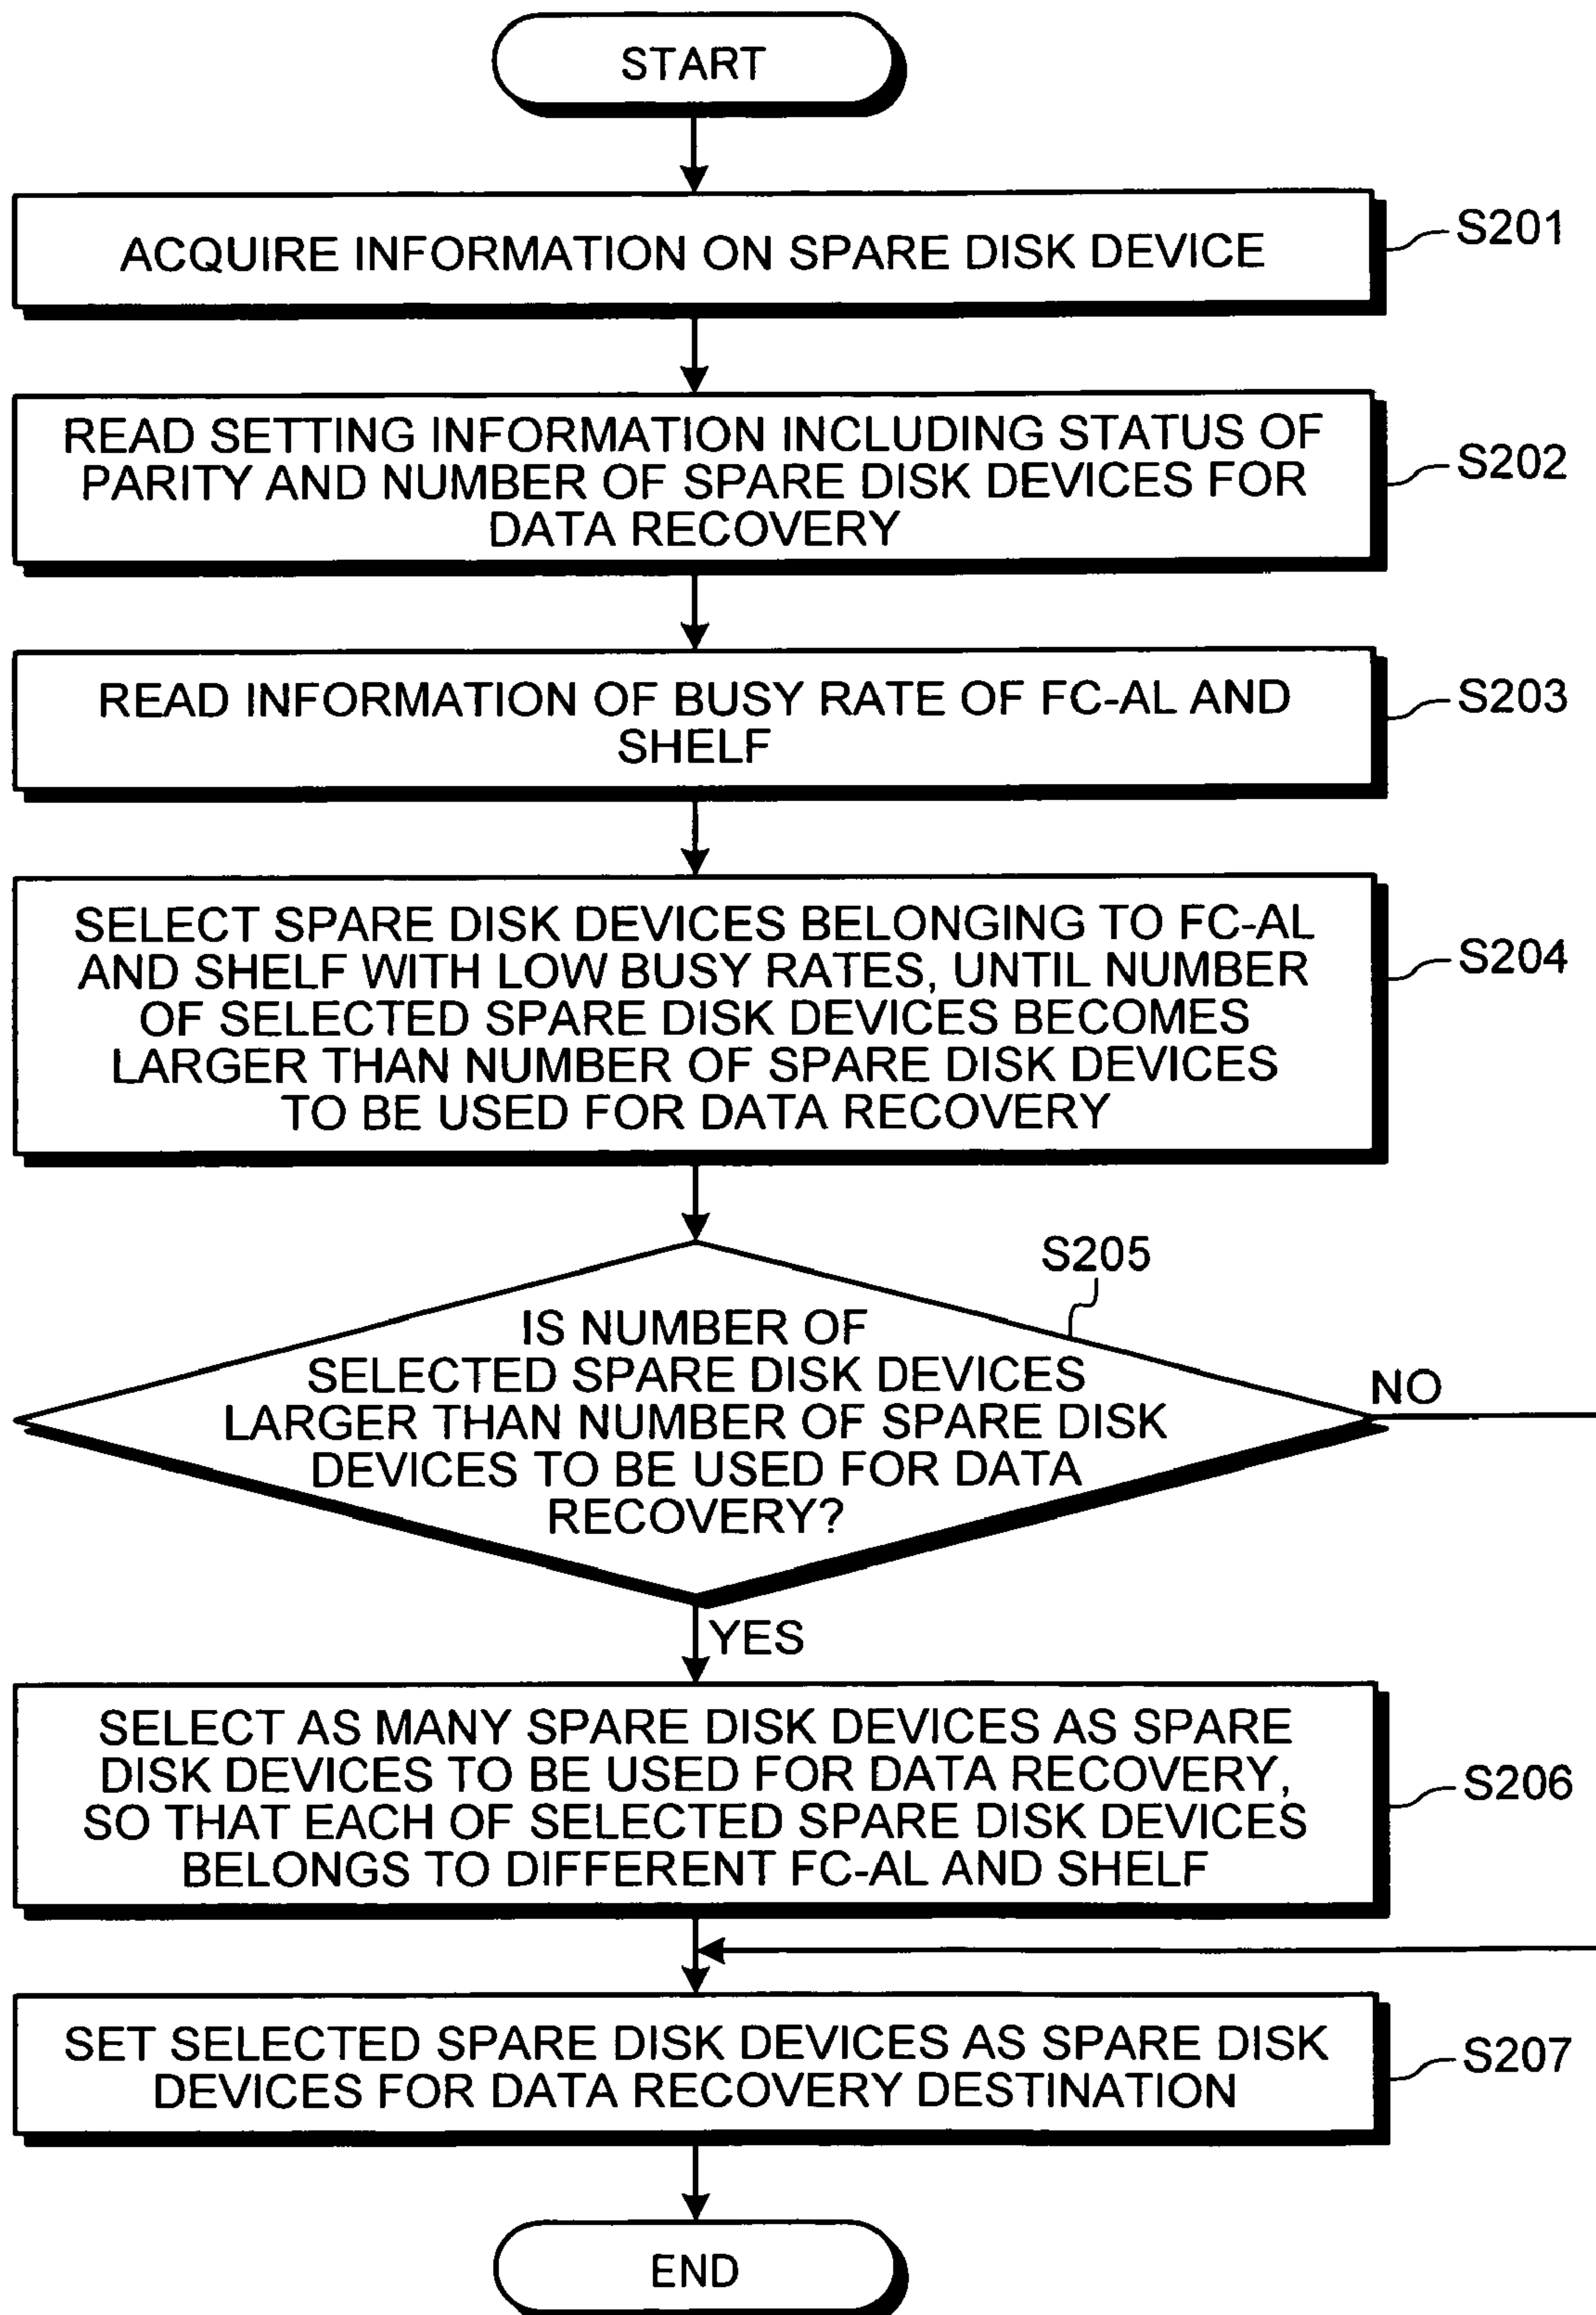 START
ACQUIRE INFORMATION ON SPARE DISK DEVICE
S201
READ SETTING INFORMATION INCLUDING STATUS OF
PARITY AND NUMBER OF SPARE DISK DEVICES FOR
DATA RECOVERY
S202
READ INFORMATION OF BUSY RATE OF FC-AL AND
SHELF
S203
SELECT SPARE DISK DEVICES BELONGING TO FC-AL
AND SHELF WITH LOW BUSY RATES, UNTIL NUMBER
OF SELECTED SPARE DISK DEVICES BECOMES
LARGER THAN NUMBER OF SPARE DISK DEVICES
TO BE USED FOR DATA RECOVERY
S204
S205
IS NUMBER OF
SELECTED SPARE DISK DEVICES
LARGER THAN NUMBER OF SPARE DISK
DEVICES TO BE USED FOR DATA
RECOVERY?
NO
YES
SELECT AS MANY SPARE DISK DEVICES AS SPARE
DISK DEVICES TO BE USED FOR DATA RECOVERY,
SO THAT EACH OF SELECTED SPARE DISK DEVICES
BELONGS TO DIFFERENT FC-AL AND SHELF
S206
SET SELECTED SPARE DISK DEVICES AS SPARE DISK
DEVICES FOR DATA RECOVERY DESTINATION
S207
END